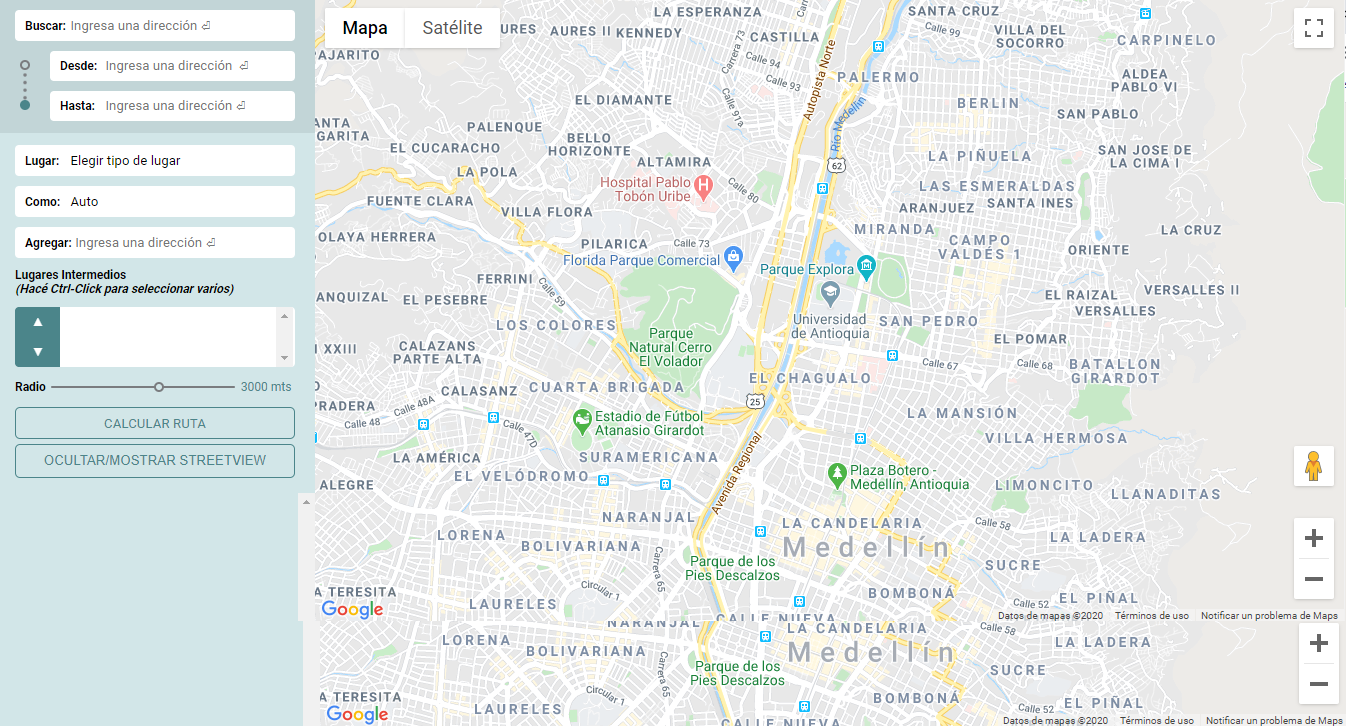 Buscar: Ingresa una dirección ⏎
Desde: Ingresa una dirección ⏎
Hasta: Ingresa una dirección ⏎
Lugar: Elegir tipo de lugar
Como: Auto
Agregar: Ingresa una dirección ⏎
Lugares Intermedios
(Hacé Ctrl-Click para seleccionar varios)
▲
▼
Radio 3000 mts
CALCULAR RUTA
OCULTAR/MOSTRAR STREETVIEW
Mapa Satélite
LA ESPERANZA
SANTA CRUZ
URES
AURES II
KENNEDY
CASTILLA
Carrera 73
Calle 99
VILLA DEL
SOCORRO
CARPINELO
AJARITO
Calle 94
Calle 93
Autopista Norte
PALERMO
ALDEA
PABLO VI
EL DIAMANTE
Calle 91a
Río Medellín
BERLIN
SAN PABLO
ANTA
GARITA
PALENQUE
BELLO
HORIZONTE
EL CUCARACHO
ALTAMIRA
62
LA PIÑUELA
SAN JOSE DE
LA CIMA I
LA POLA
Hospital Pablo
Tobón Uribe
Calle 80
LAS ESMERALDAS
FUENTE CLARA
VILLA FLORA
ARANJUEZ
SANTA INES
OLAYA HERRERA
PILARICA
Calle 73
MIRANDA
CAMPO
VALDÉS 1
LA CRUZ
ORIENTE
Florida Parque Comercial
Parque Explora
FERRINI
Calle 59
ANQUIZAL
EL PESEBRE
EL RAIZAL
VERSALLES II
VERSALLES
LOS COLORES
Universidad
de Antioquia
SAN PEDRO
Parque
Natural Cerro
El Volador
I XXIII
CALAZANS
PARTE ALTA
EL POMAR
Calle 67
Calle 68
BATALLON
GIRARDOT
CALASANZ
CUARTA BRIGADA
EL CHAGUALO
25
PRADERA
Calle 48A
Calle 48
Calle 47D
Estadio de Fútbol
Atanasio Girardot
LA MANSIÓN
VILLA HERMOSA
LA AMÉRICA
SURAMERICANA
Avenida Regional
EL VELÓDROMO
Plaza Botero -
Medellín, Antioquia
ALEGRE
LIMONCITO
LLANADITAS
NARANJAL
LA CANDELARIA
Calle 58
LORENA
BOLIVARIANA
Medellín
LA LADERA
Carrera 65
Parque de los
Pies Descalzos
SUCRE
Circular 1
A TERESITA
LAURELES
BOMBONÁ
Calle 52
EL PIÑAL
Google
Datos de mapas ©2020 Términos de uso Notificar un problema de Maps
NARANJAL
CALLE NUEVA
LA CANDELARIA
Calle 58
LORENA
BOLIVARIANA
Medellín
LA LADERA
Carrera 65
Parque de los
Pies Descalzos
SUCRE
Circular 1
A TERESITA
LAURELES
BOMBONÁ
Calle 52
EL PIÑAL
Google
CALLE NUEVA
Datos de mapas ©2020 Términos de uso Notificar un problema de Maps